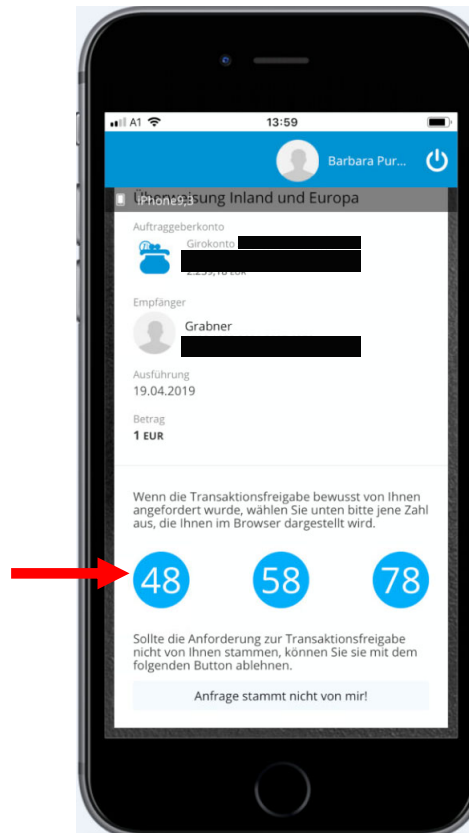 A1 13:59
Barbara Pur...
Überweisung Inland und Europa
iPhone9,3
Auftraggeberkonto
Girokonto
Empfänger
Grabner
Ausführung
19.04.2019
Betrag
1 EUR
Wenn die Transaktionsfreigabe bewusst von Ihnen
angefordert wurde, wählen Sie unten bitte jene Zahl
aus, die Ihnen im Browser dargestellt wird.
48 58 78
Sollte die Anforderung zur Transaktionsfreigabe
nicht von Ihnen stammen, können Sie sie mit dem
folgenden Button ablehnen.
Anfrage stammt nicht von mir!